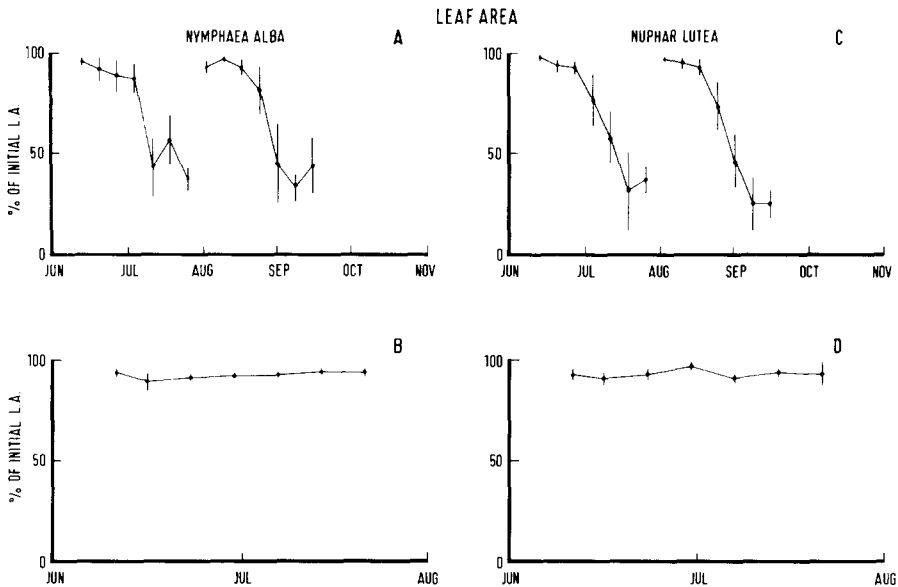 LEAF AREA
NYMPHAEA ALBA A
% OF INITIAL L.A.
100
50
0
JUN JUL AUG SEP OCT NOV
NUPHAR LUTEA C
100
50
0
JUN JUL AUG SEP OCT NOV
B
% OF INITIAL L.A.
100
50
0
JUN JUL AUG
D
100
50
0
JUN JUL AUG